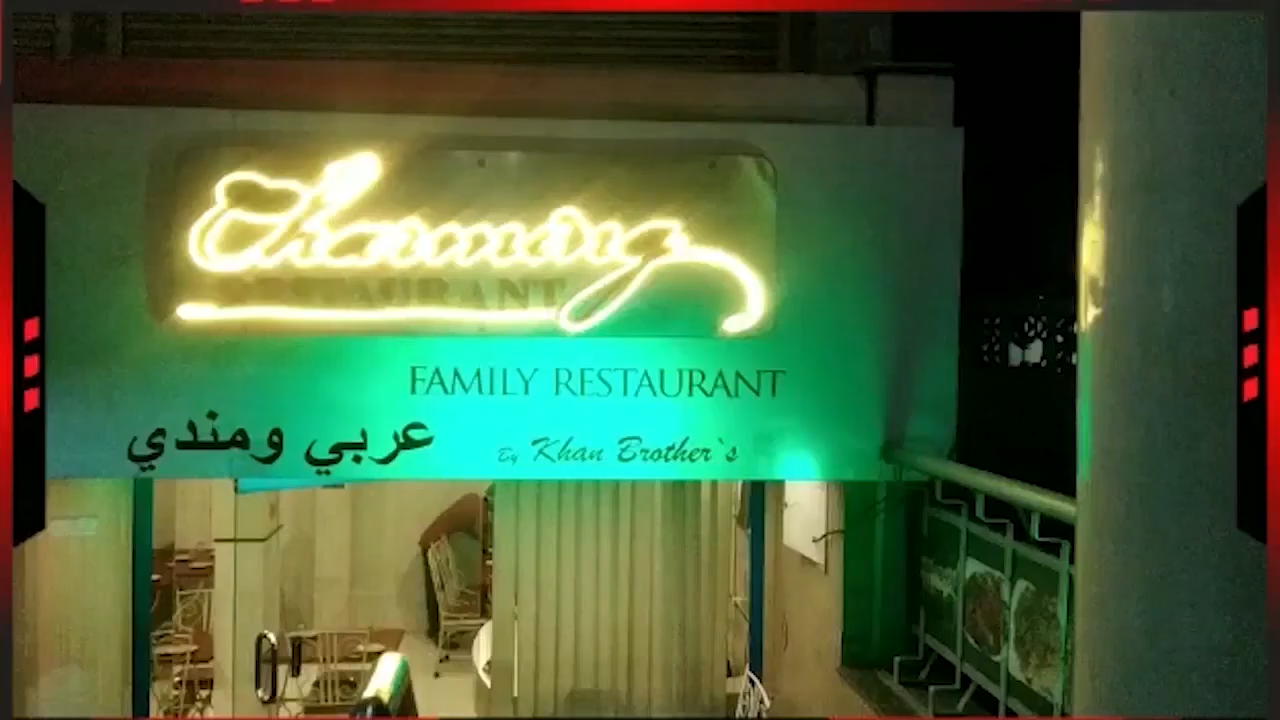 Charming
RESTAURANT
FAMILY RESTAURANT
عربي ومندي
By Khan Brother`s